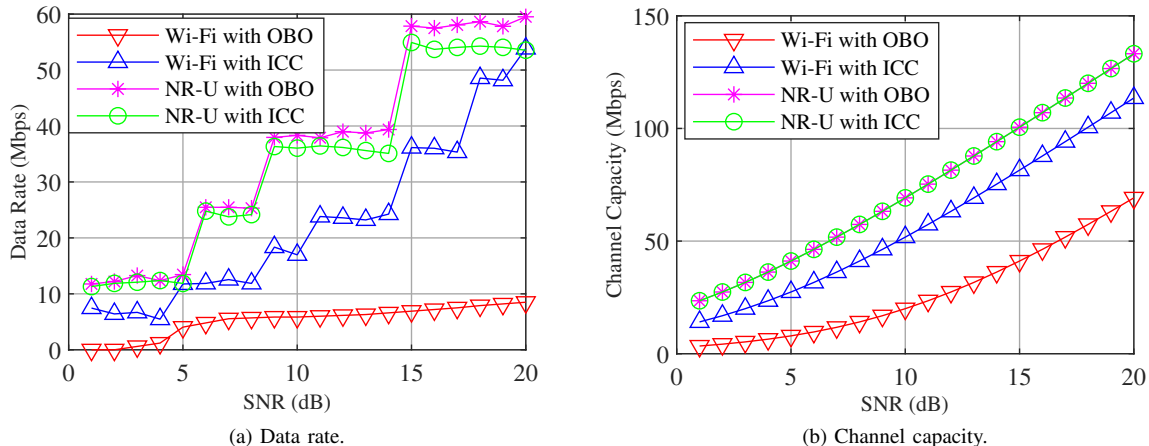 60
50
40
30
20
10
0
Data Rate (Mbps)
Wi-Fi with OBO
Wi-Fi with ICC
NR-U with OBO
NR-U with ICC
0 5 10 15 20
SNR (dB)
(a) Data rate.
150
100
50
0
Channel Capacity (Mbps)
Wi-Fi with OBO
Wi-Fi with ICC
NR-U with OBO
NR-U with ICC
0 5 10 15 20
SNR (dB)
(b) Channel capacity.